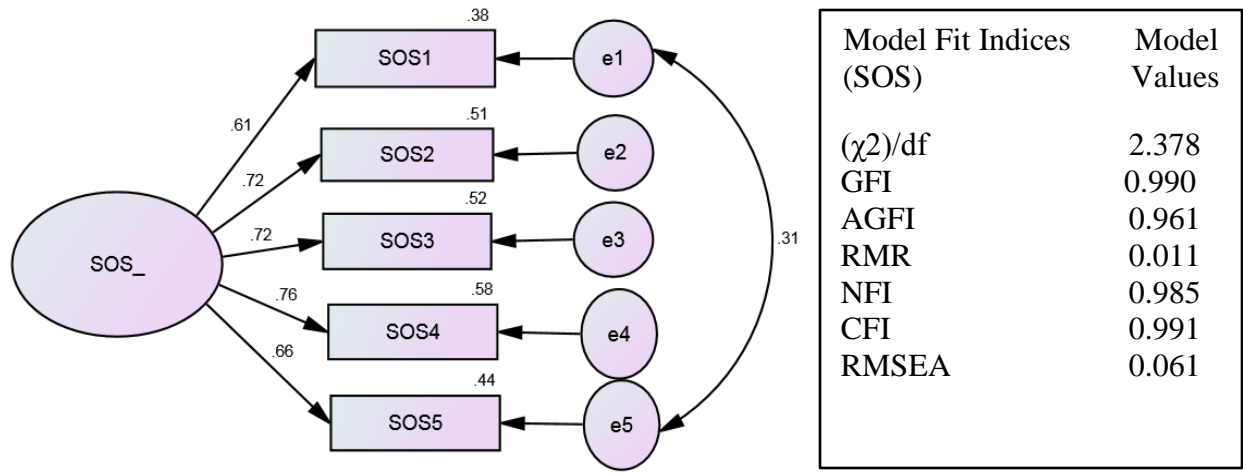 .38
SOS1
e1
.61
.51
SOS2
e2
.72
.52
SOS3
e3
.72
.31
SOS_
.58
SOS4
e4
.76
.44
SOS5
e5
.66
Model Fit Indices Model
(SOS) Values
(χ2)/df 2.378
GFI 0.990
AGFI 0.961
RMR 0.011
NFI 0.985
CFI 0.991
RMSEA 0.061